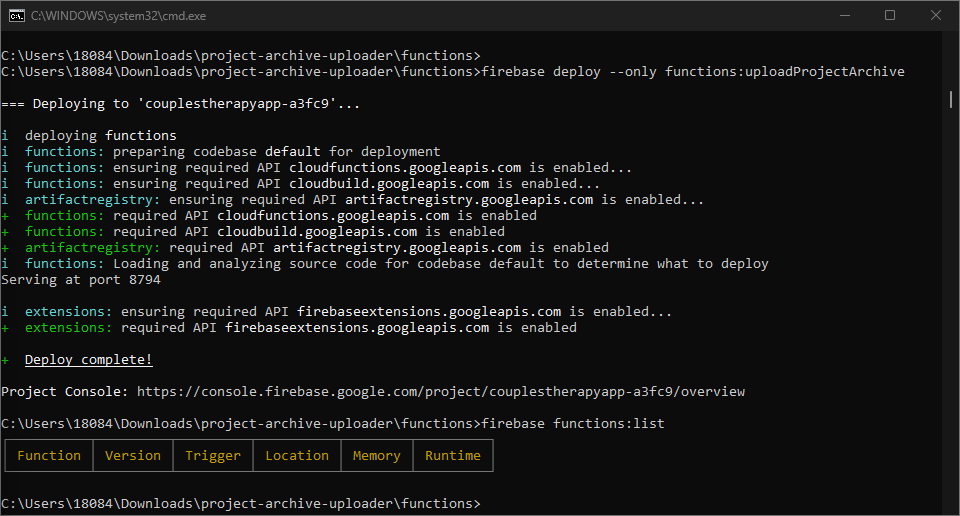 C:\WINDOWS\system32\cmd.exe
C:\Users\18084\Downloads\project-archive-uploader\functions>
C:\Users\18084\Downloads\project-archive-uploader\functions>firebase deploy --only functions:uploadProjectArchive
=== Deploying to 'couplestherapyapp-a3fc9'...
i  deploying functions
i  functions: preparing codebase default for deployment
i  functions: ensuring required API cloudfunctions.googleapis.com is enabled...
i  functions: ensuring required API cloudbuild.googleapis.com is enabled...
i  artifactregistry: ensuring required API artifactregistry.googleapis.com is enabled...
+  functions: required API cloudfunctions.googleapis.com is enabled
+  functions: required API cloudbuild.googleapis.com is enabled
+  artifactregistry: required API artifactregistry.googleapis.com is enabled
i  functions: Loading and analyzing source code for codebase default to determine what to deploy
Serving at port 8794
i  extensions: ensuring required API firebaseextensions.googleapis.com is enabled...
+  extensions: required API firebaseextensions.googleapis.com is enabled
+  Deploy complete!
Project Console: https://console.firebase.google.com/project/couplestherapyapp-a3fc9/overview
C:\Users\18084\Downloads\project-archive-uploader\functions>firebase functions:list
Function Version Trigger Location Memory Runtime
C:\Users\18084\Downloads\project-archive-uploader\functions>